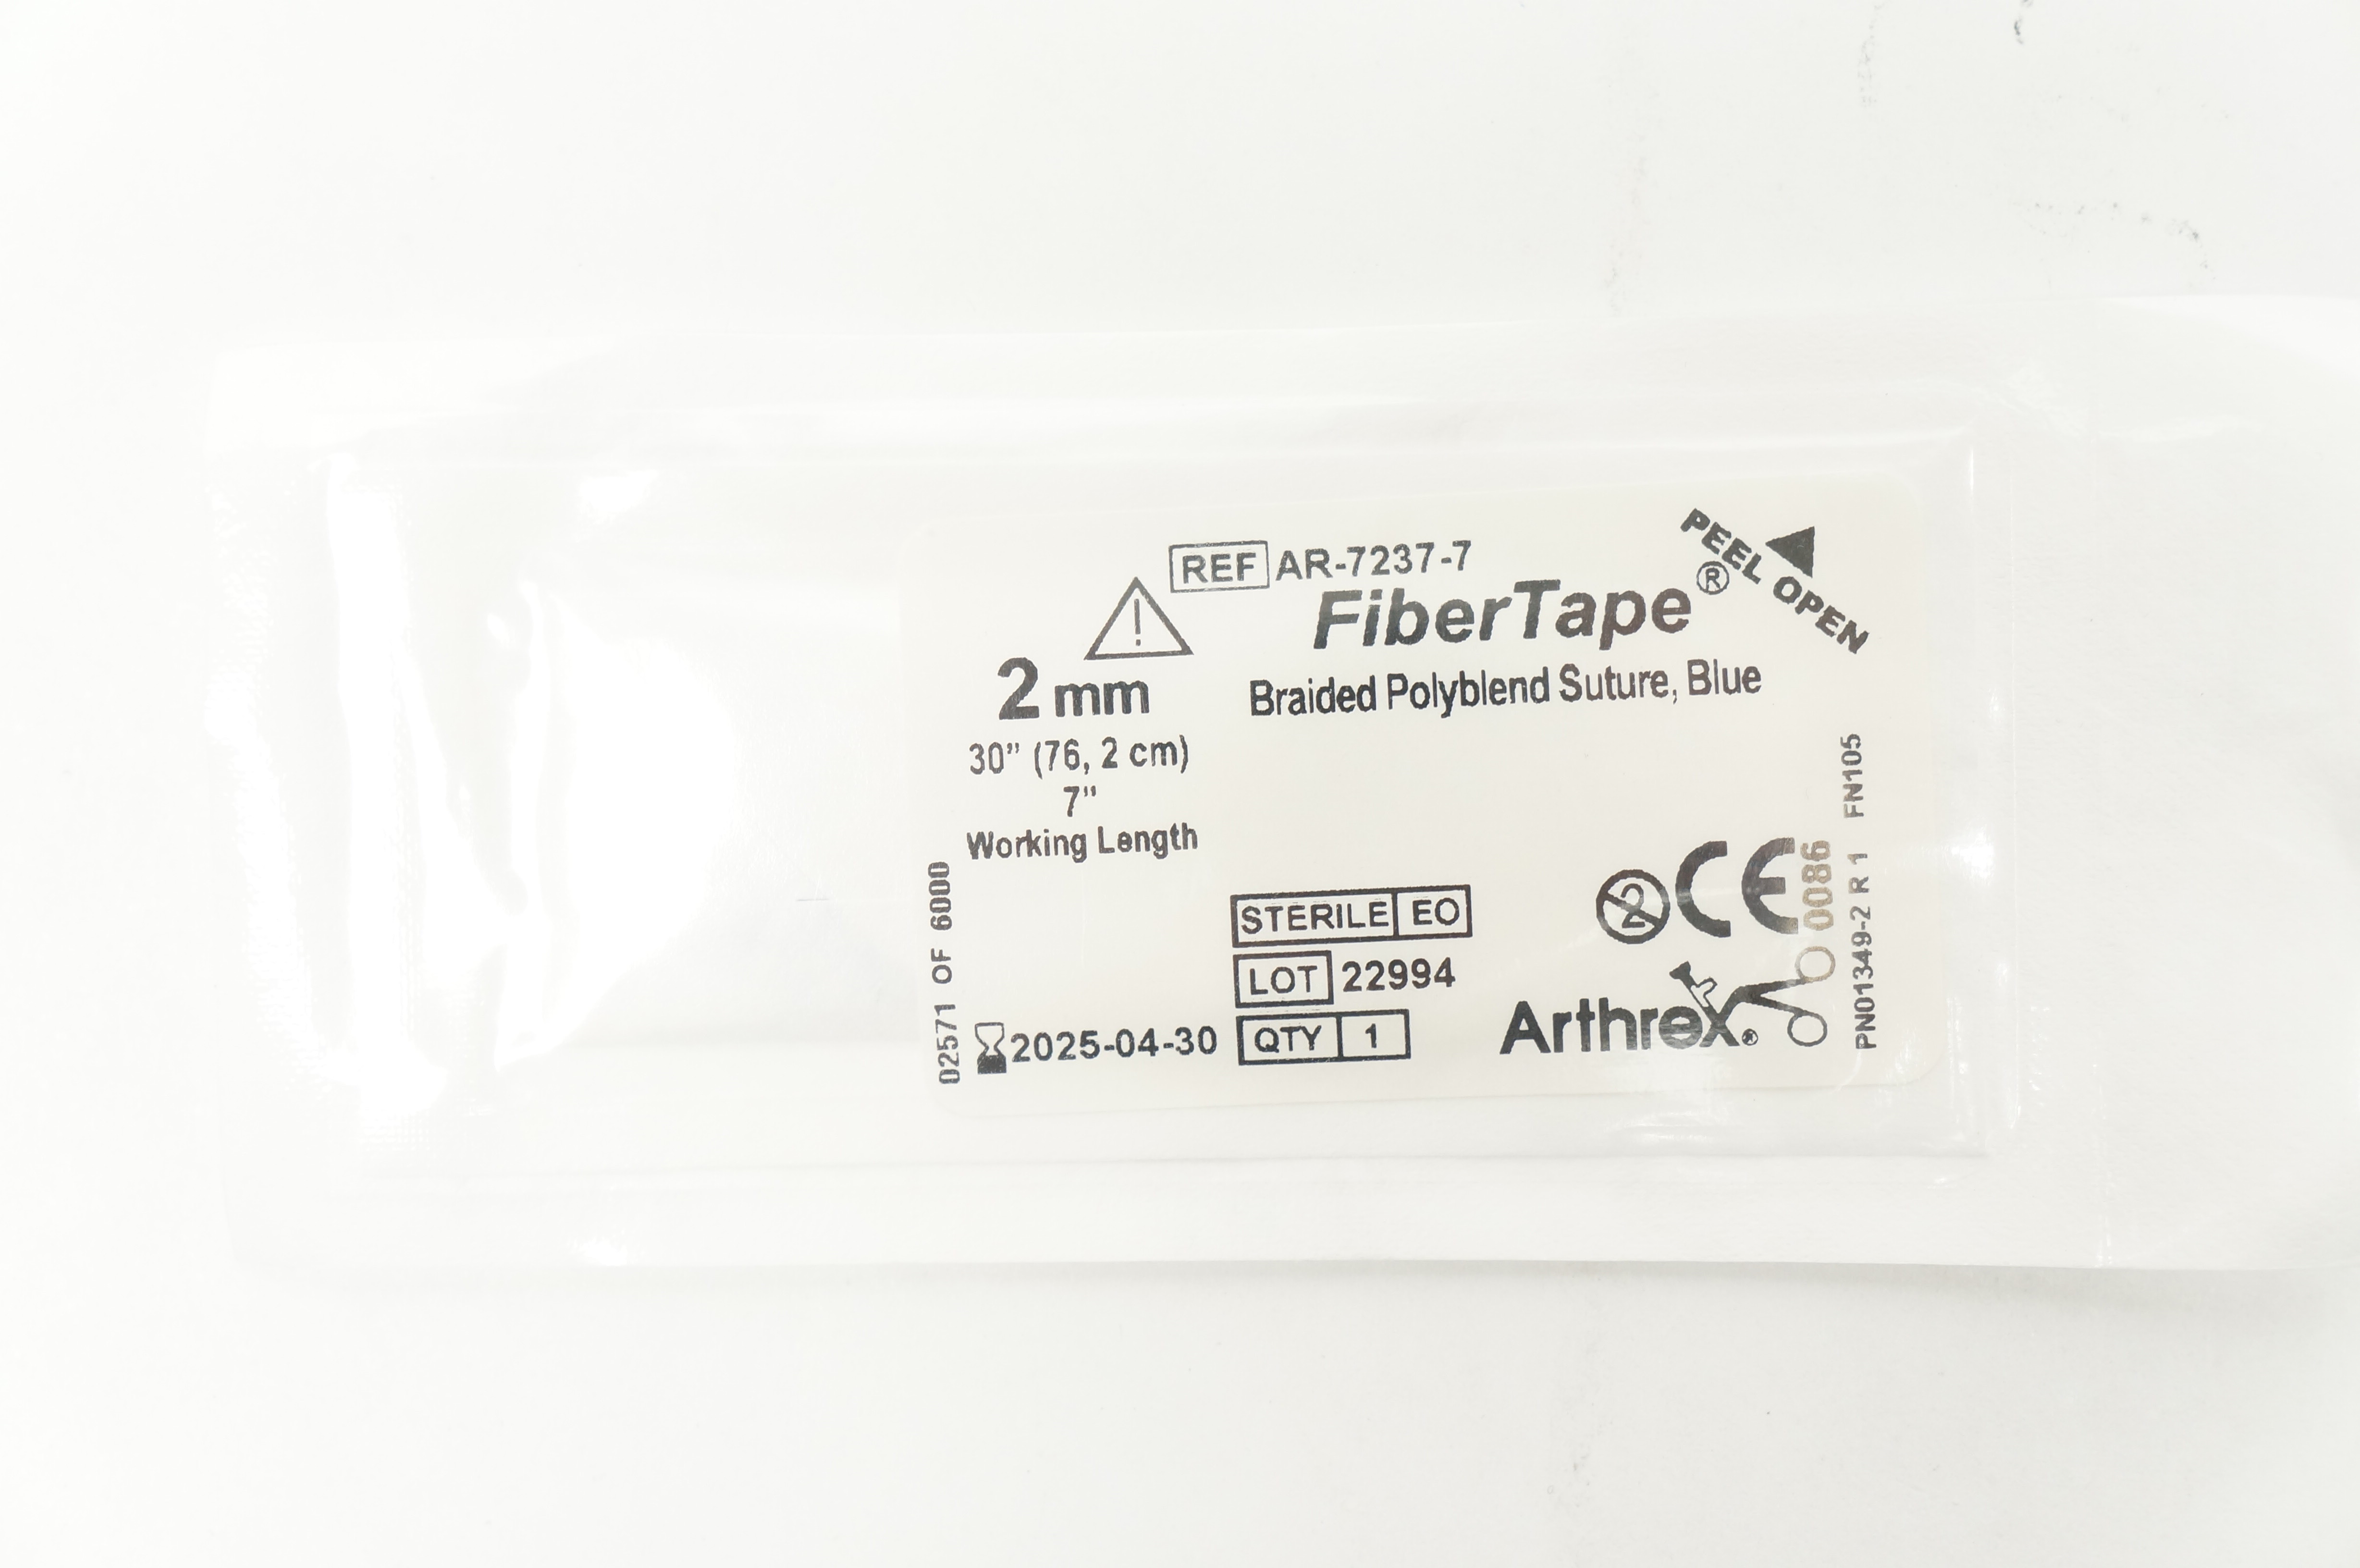 REF AR-7237-7
FiberTape®
PEEL OPEN
Braided Polyblend Suture, Blue
2 mm
30” (76, 2 cm)
7”
Working Length
STERILE EO
LOT 22994
QTY 1
2025-04-30
02571 OF 6000
2
CE
0086
Arthrex®
PN01349-2 R 1 FN105